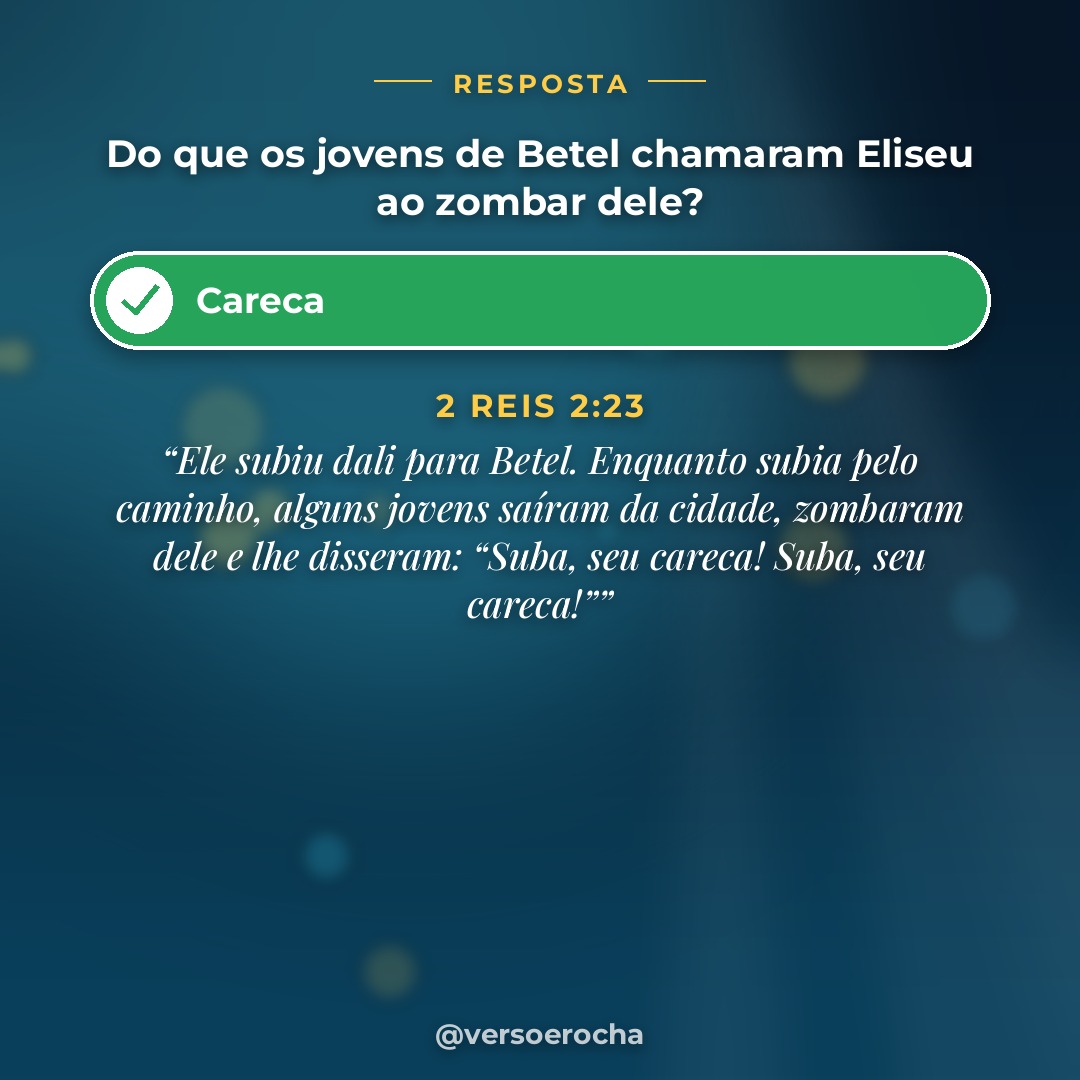 RESPOSTA
Do que os jovens de Betel chamaram Eliseu
ao zombar dele?
Careca
2 REIS 2:23
“Ele subiu dali para Betel. Enquanto subia pelo
caminho, alguns jovens saíram da cidade, zombaram
dele e lhe disseram: “Suba, seu careca! Suba, seu
careca!””
@versoerocha